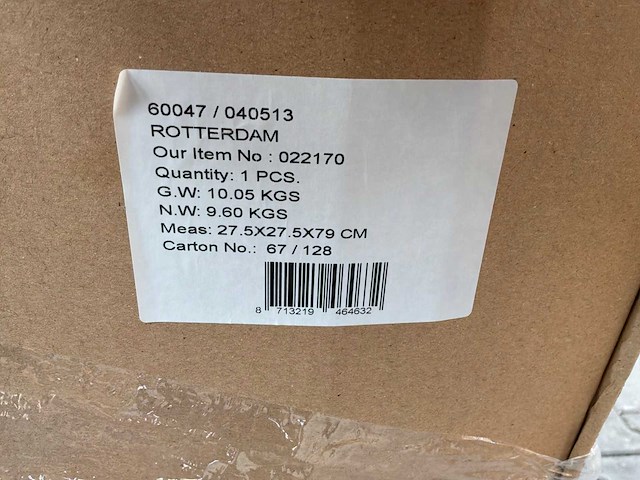 60047 / 040513
ROTTERDAM
Our Item No : 022170
Quantity: 1 PCS.
G.W: 10.05 KGS
N.W: 9.60 KGS
Meas: 27.5X27.5X79 CM
Carton No.: 67 / 128
8 713219 464632